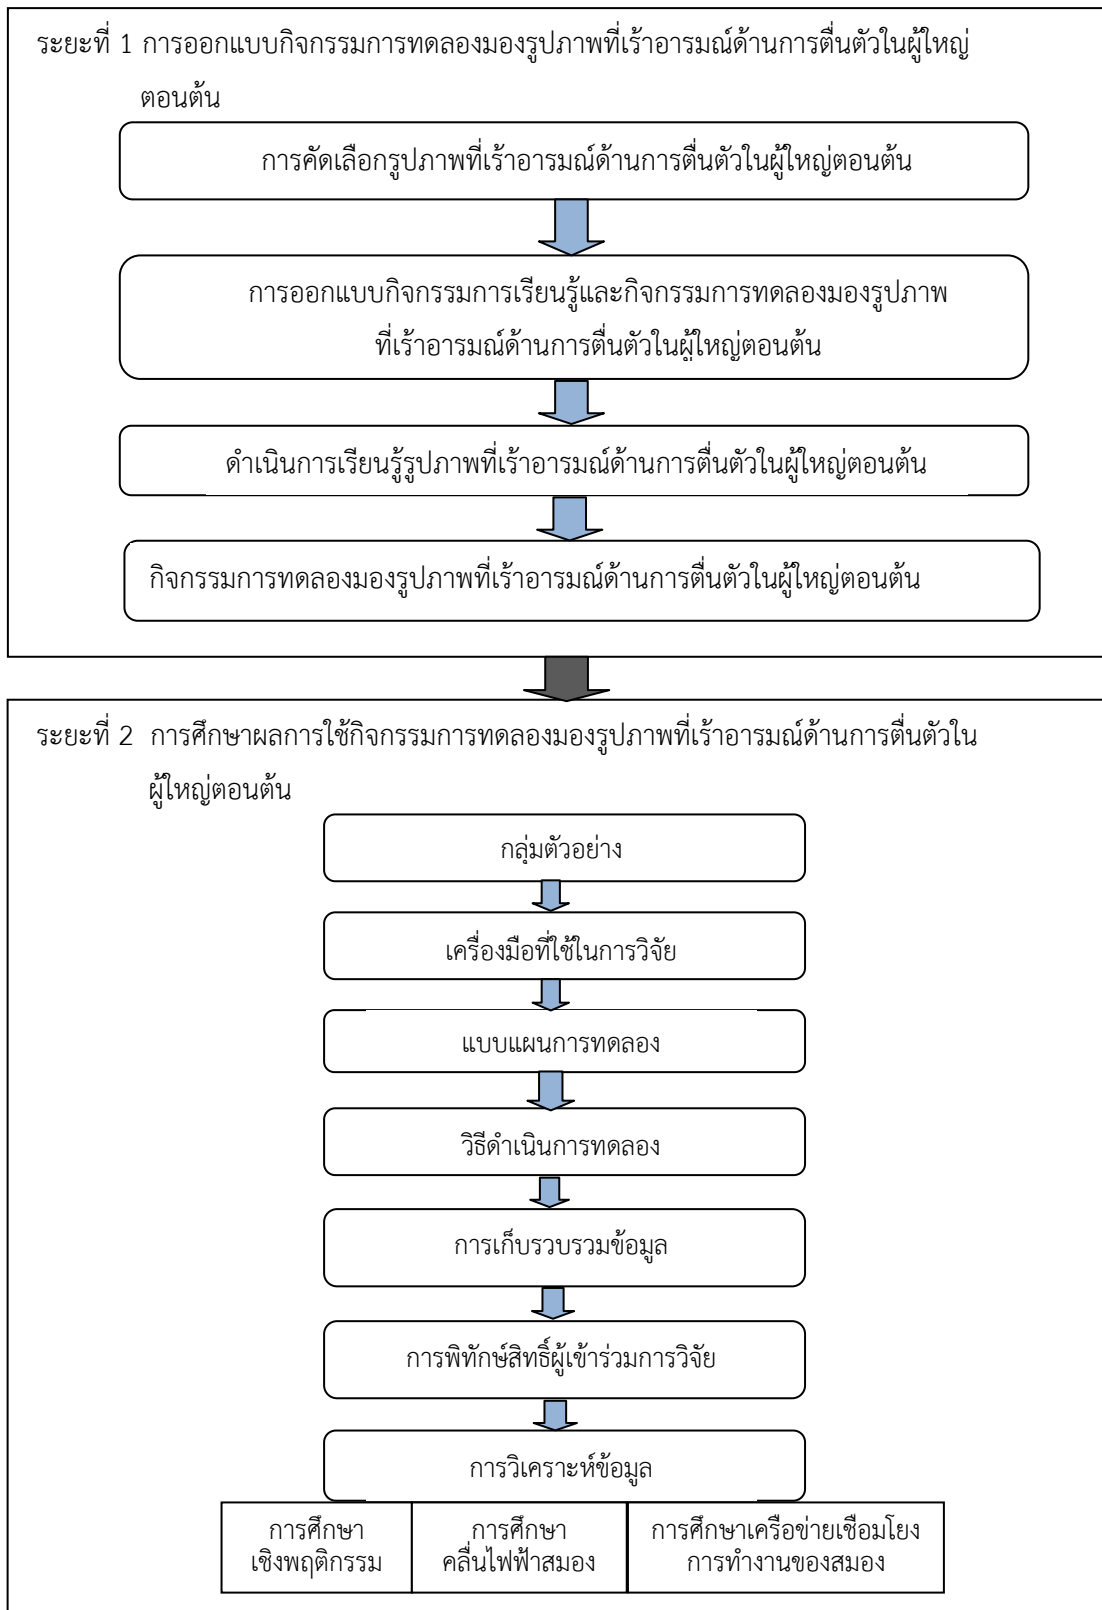 ระยะที่ 1 การออกแบบกิจกรรมการทดลองมองรูปภาพที่เร้าอารมณ์ด้านการตื่นตัวในผู้ใหญ่
ตอนต้น
การคัดเลือกรูปภาพที่เร้าอารมณ์ด้านการตื่นตัวในผู้ใหญ่ตอนต้น
การออกแบบกิจกรรมการเรียนรู้และกิจกรรมการทดลองมองรูปภาพ
ที่เร้าอารมณ์ด้านการตื่นตัวในผู้ใหญ่ตอนต้น
ดำเนินการเรียนรู้รูปภาพที่เร้าอารมณ์ด้านการตื่นตัวในผู้ใหญ่ตอนต้น
กิจกรรมการทดลองมองรูปภาพที่เร้าอารมณ์ด้านการตื่นตัวในผู้ใหญ่ตอนต้น
ระยะที่ 2 การศึกษาผลการใช้กิจกรรมการทดลองมองรูปภาพที่เร้าอารมณ์ด้านการตื่นตัวใน
ผู้ใหญ่ตอนต้น
กลุ่มตัวอย่าง
เครื่องมือที่ใช้ในการวิจัย
แบบแผนการทดลอง
วิธีดำเนินการทดลอง
การเก็บรวบรวมข้อมูล
การพิทักษ์สิทธิ์ผู้เข้าร่วมการวิจัย
การวิเคราะห์ข้อมูล
การศึกษา
เชิงพฤติกรรม
การศึกษา
คลื่นไฟฟ้าสมอง
การศึกษาเครือข่ายเชื่อมโยง
การทำงานของสมอง